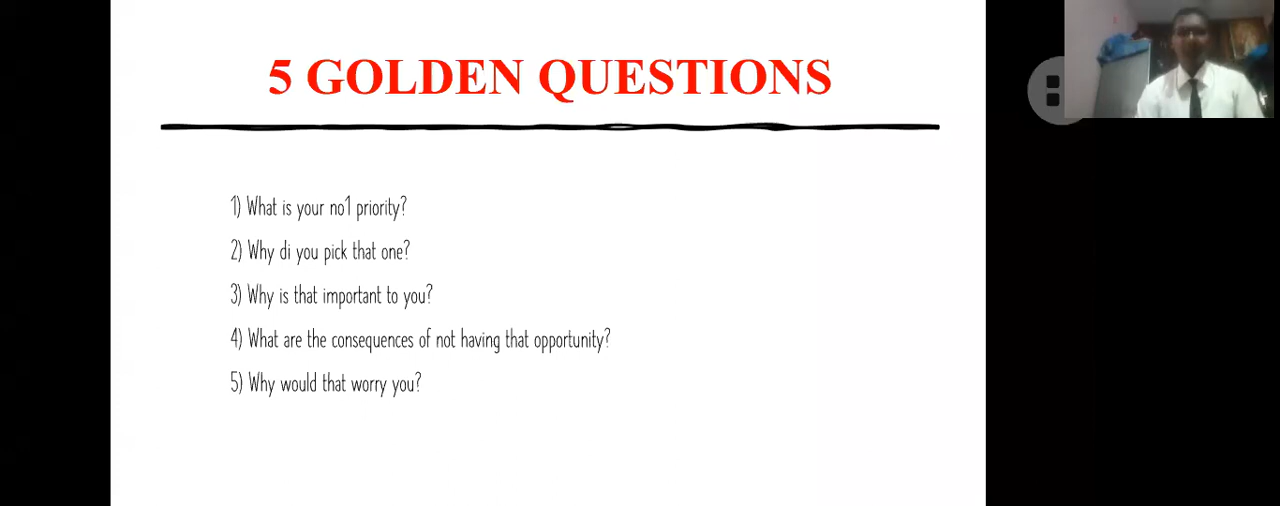 5 GOLDEN QUESTIONS
1) What is your no1 priority?
2) Why di you pick that one?
3) Why is that important to you?
4) What are the consequences of not having that opportunity?
5) Why would that worry you?